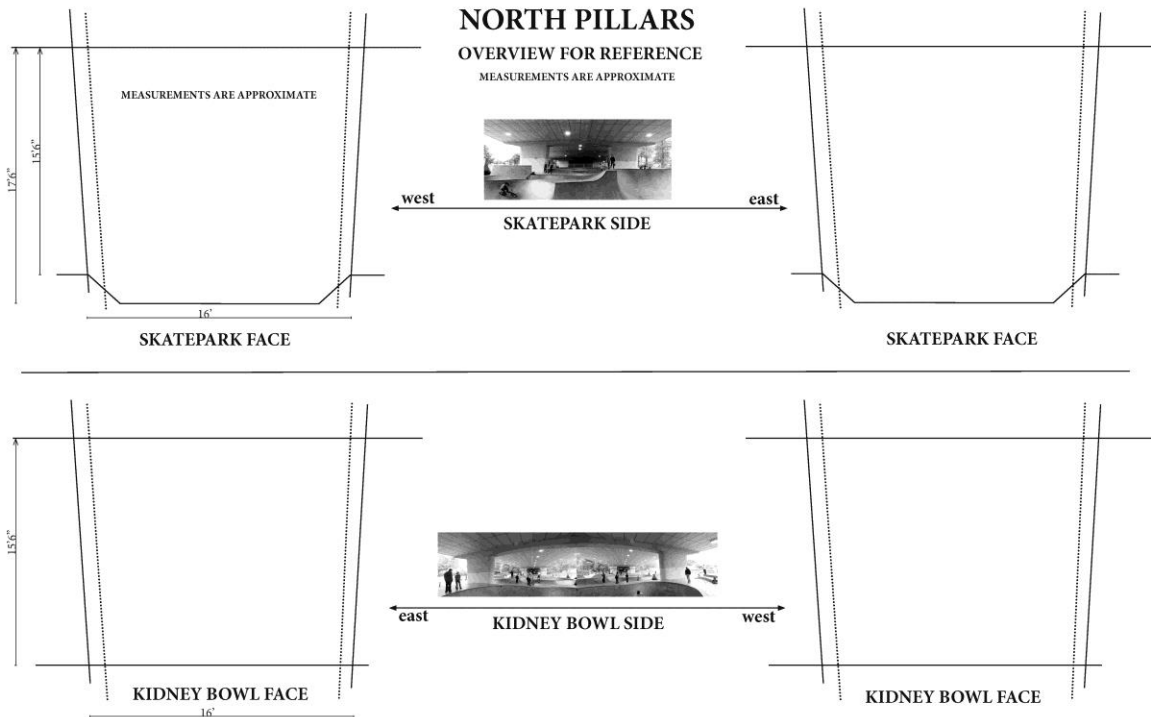 NORTH PILLARS
OVERVIEW FOR REFERENCE
MEASUREMENTS ARE APPROXIMATE
MEASUREMENTS ARE APPROXIMATE
17'6"
15'6"
west
east
SKATEPARK SIDE
16'
SKATEPARK FACE
SKATEPARK FACE
15'6"
east
west
KIDNEY BOWL SIDE
KIDNEY BOWL FACE
KIDNEY BOWL FACE
16'